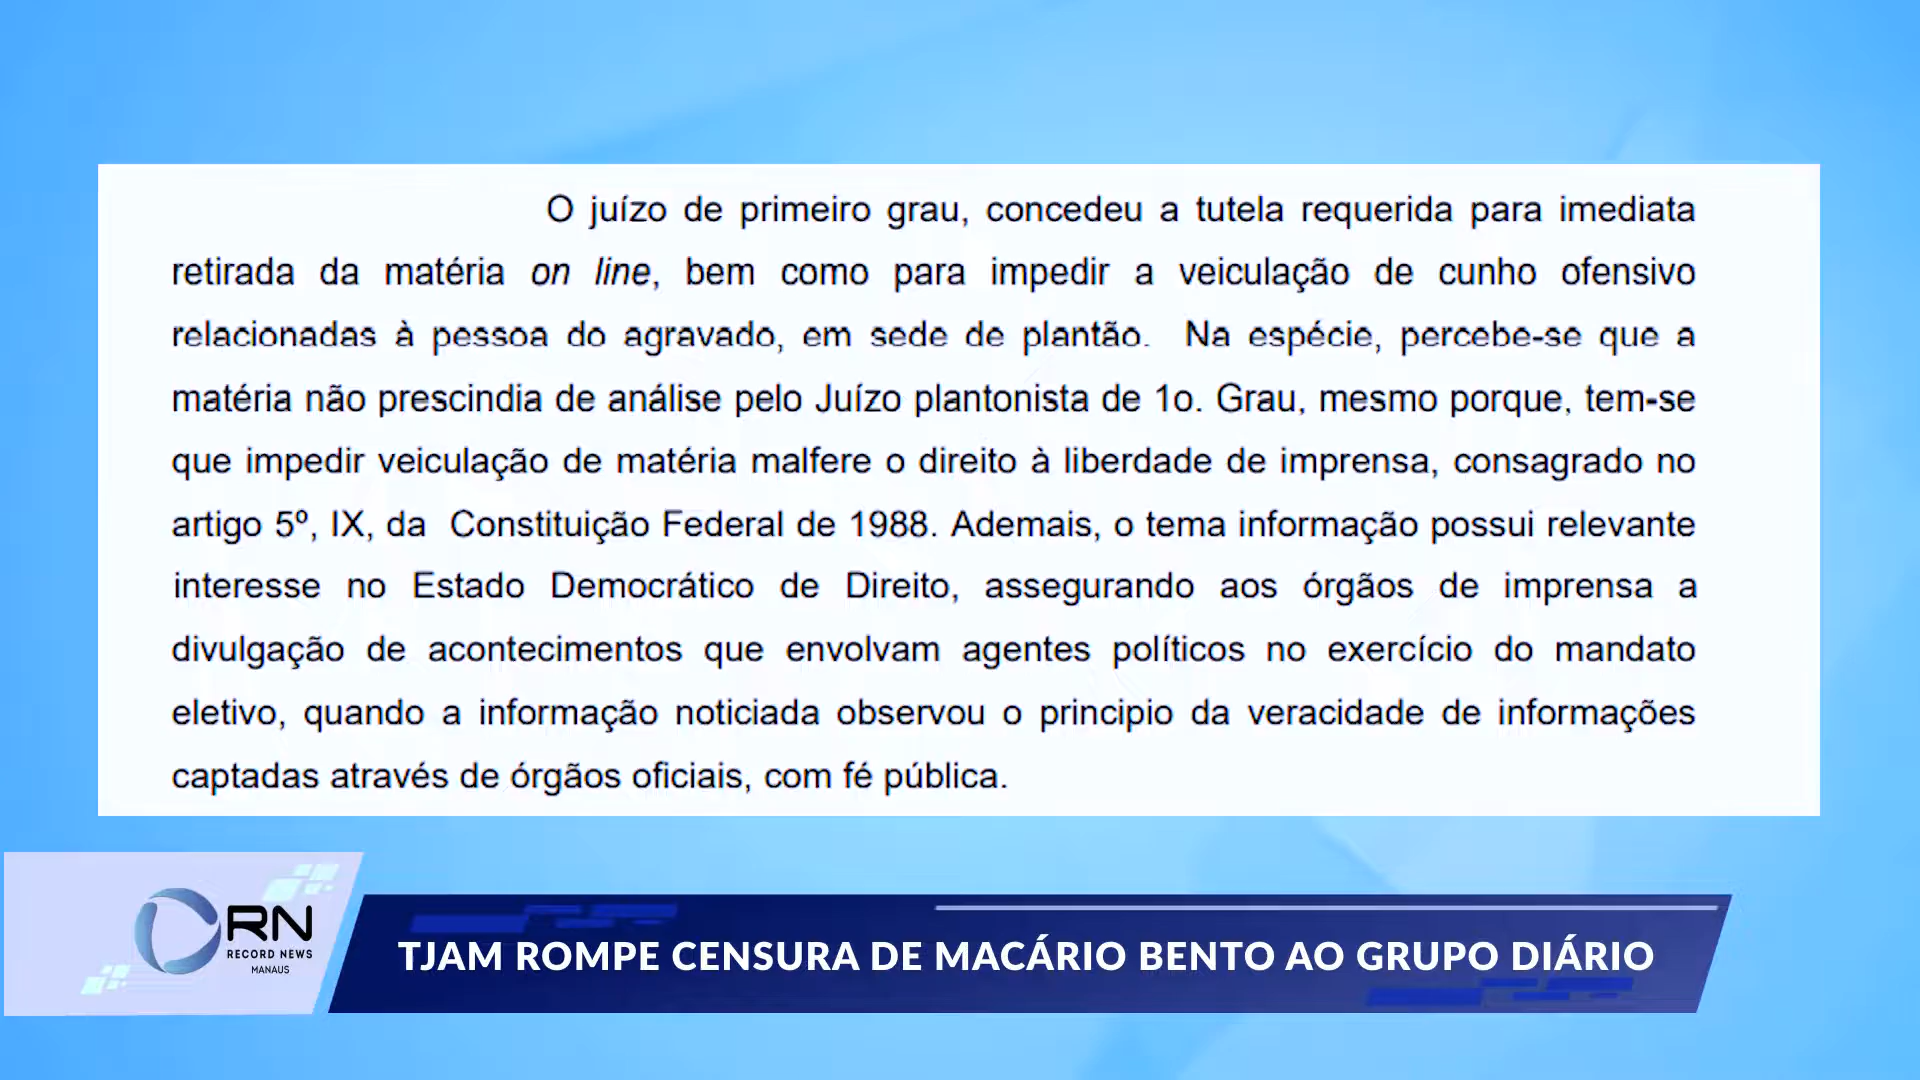 O juízo de primeiro grau, concedeu a tutela requerida para imediata
retirada da matéria on line, bem como para impedir a veiculação de cunho ofensivo
relacionadas à pessoa do agravado, em sede de plantão. Na espécie, percebe-se que a
matéria não prescindia de análise pelo Juízo plantonista de 1o. Grau, mesmo porque, tem-se
que impedir veiculação de matéria malfere o direito à liberdade de imprensa, consagrado no
artigo 5º, IX, da Constituição Federal de 1988. Ademais, o tema informação possui relevante
interesse no Estado Democrático de Direito, assegurando aos órgãos de imprensa a
divulgação de acontecimentos que envolvam agentes políticos no exercício do mandato
eletivo, quando a informação noticiada observou o principio da veracidade de informações
captadas através de órgãos oficiais, com fé pública.
RN
RECORD NEWS
MANAUS
TJAM ROMPE CENSURA DE MACÁRIO BENTO AO GRUPO DIÁRIO